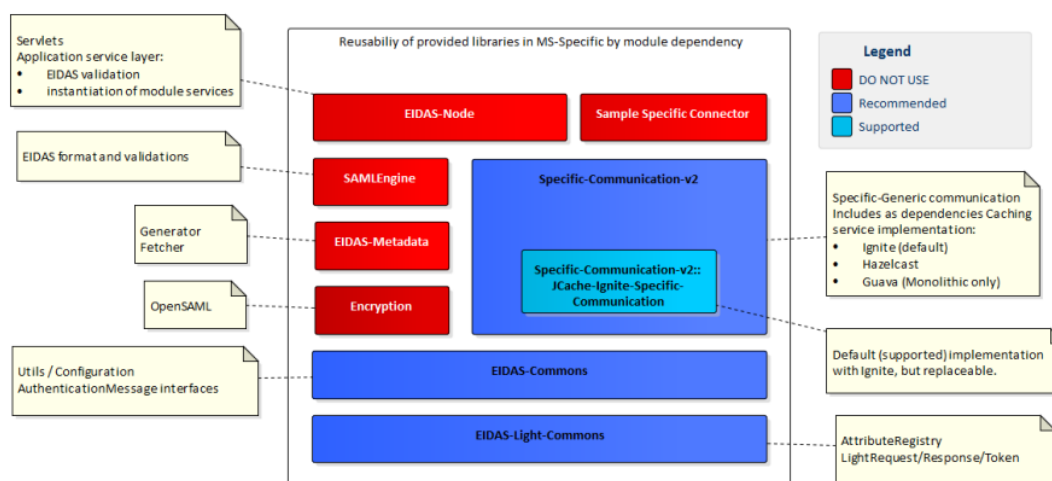 Reusabiliy of provided libraries in MS-Specific by module dependency
Servlets
Application service layer:
• EIDAS validation
• instantiation of module services
Legend
DO NOT USE
Recommended
Supported
EIDAS-Node
Sample Specific Connector
EIDAS format and validations
SAMLEngine
Specific-Communication-v2
Specific-Generic communication
Includes as dependencies Caching
service implementation:
• Ignite (default)
• Hazelcast
• Guava (Monolithic only)
Generator
Fetcher
EIDAS-Metadata
Specific-Communication-v2::
JCache-Ignite-Specific-
Communication
OpenSAML
Encryption
Default (supported) implementation
with Ignite, but replaceable.
Utils / Configuration
AuthenticationMessage interfaces
EIDAS-Commons
EIDAS-Light-Commons
AttributeRegistry
LightRequest/Response/Token